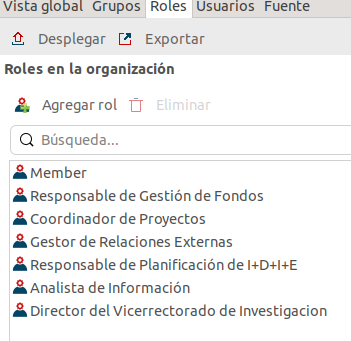 Vista global Grupos Roles Usuarios Fuente
Desplegar Exportar
Roles en la organización
Agregar rol Eliminar
Búsqueda...
Member
Responsable de Gestión de Fondos
Coordinador de Proyectos
Gestor de Relaciones Externas
Responsable de Planificación de I+D+I+E
Analista de Información
Director del Vicerrectorado de Investigacion